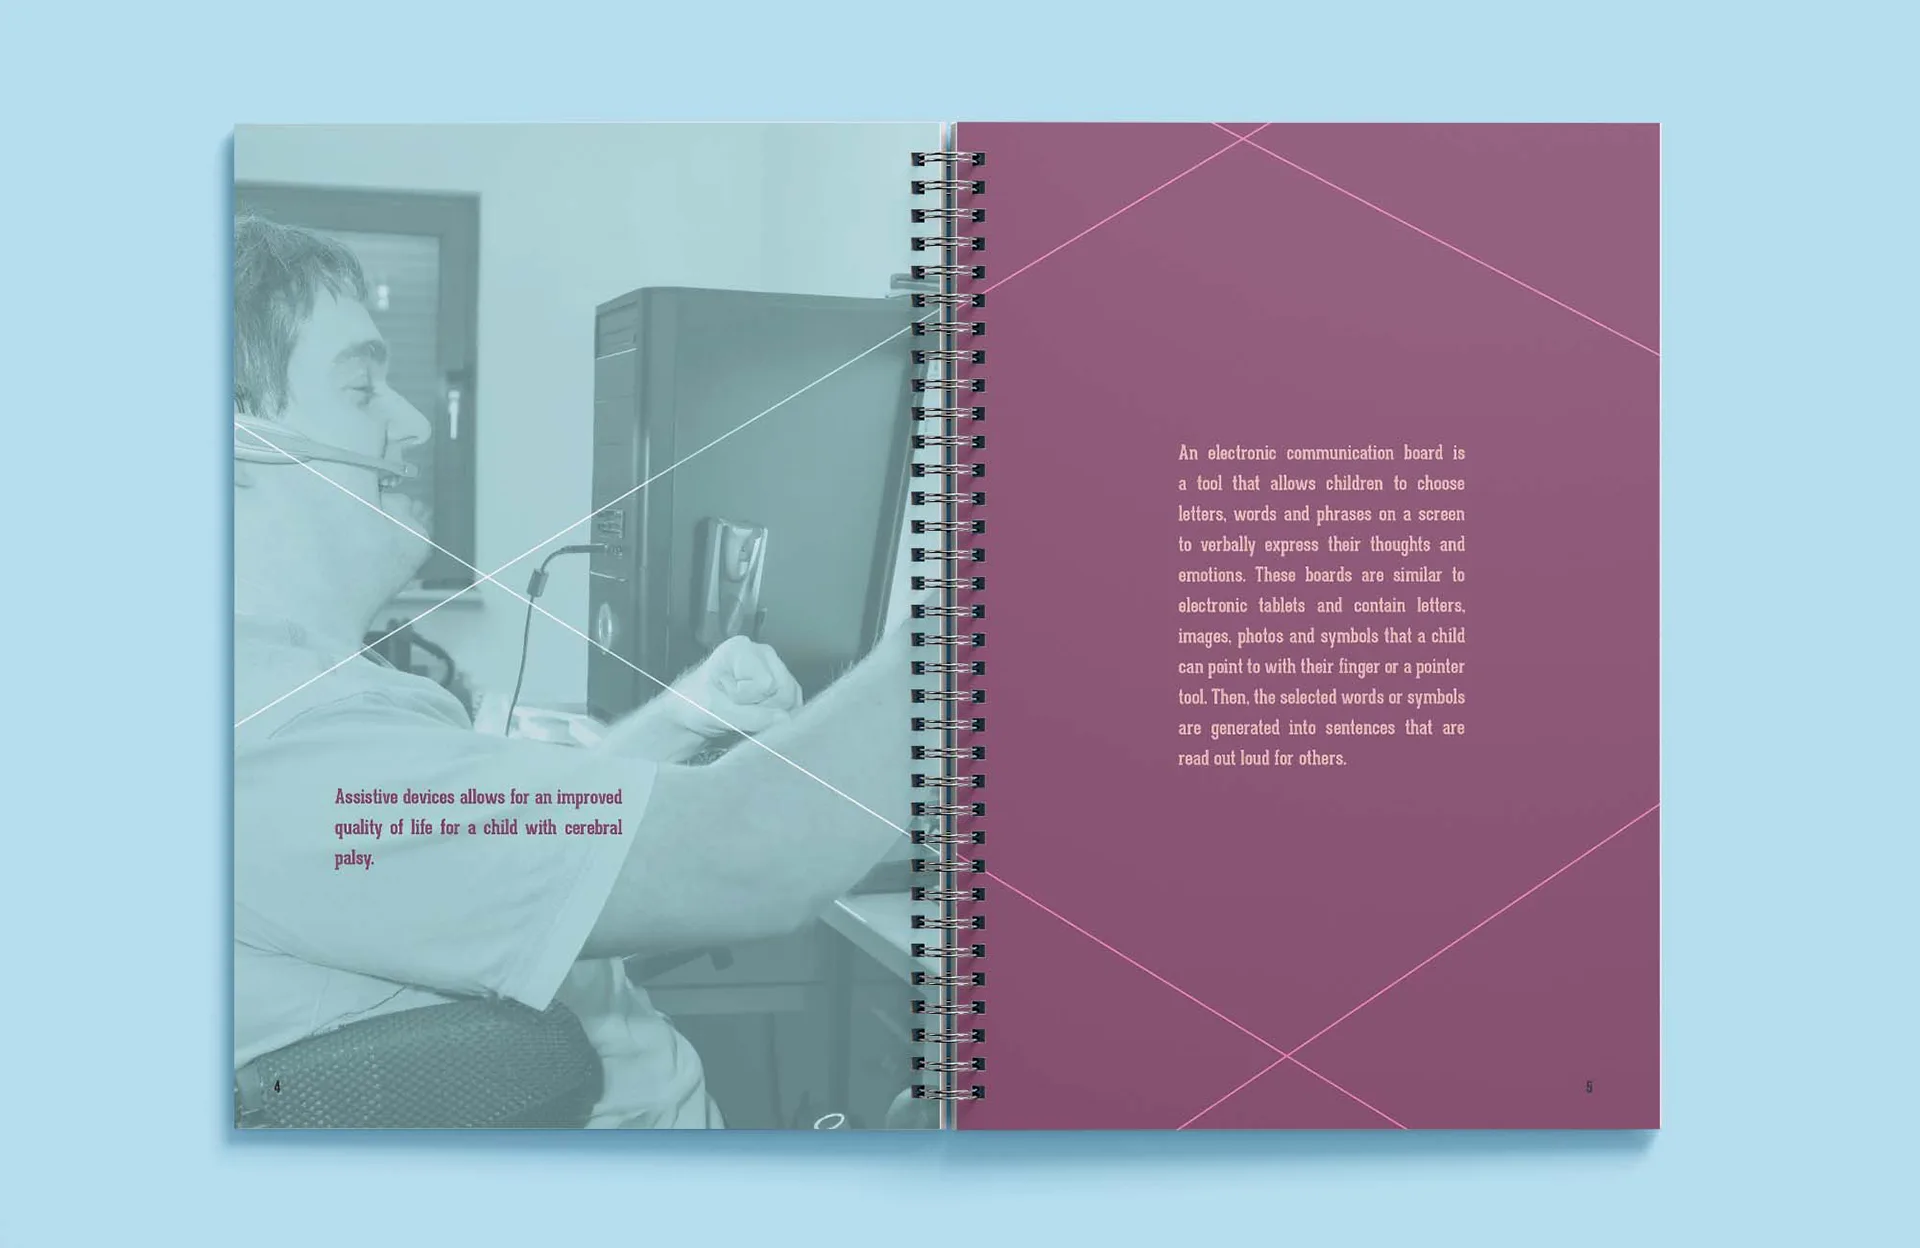 Assistive devices allows for an improved
quality of life for a child with cerebral
palsy.
4
An electronic communication board is
a tool that allows children to choose
letters, words and phrases on a screen
to verbally express their thoughts and
emotions. These boards are similar to
electronic tablets and contain letters,
images, photos and symbols that a child
can point to with their finger or a pointer
tool. Then, the selected words or symbols
are generated into sentences that are
read out loud for others.
5